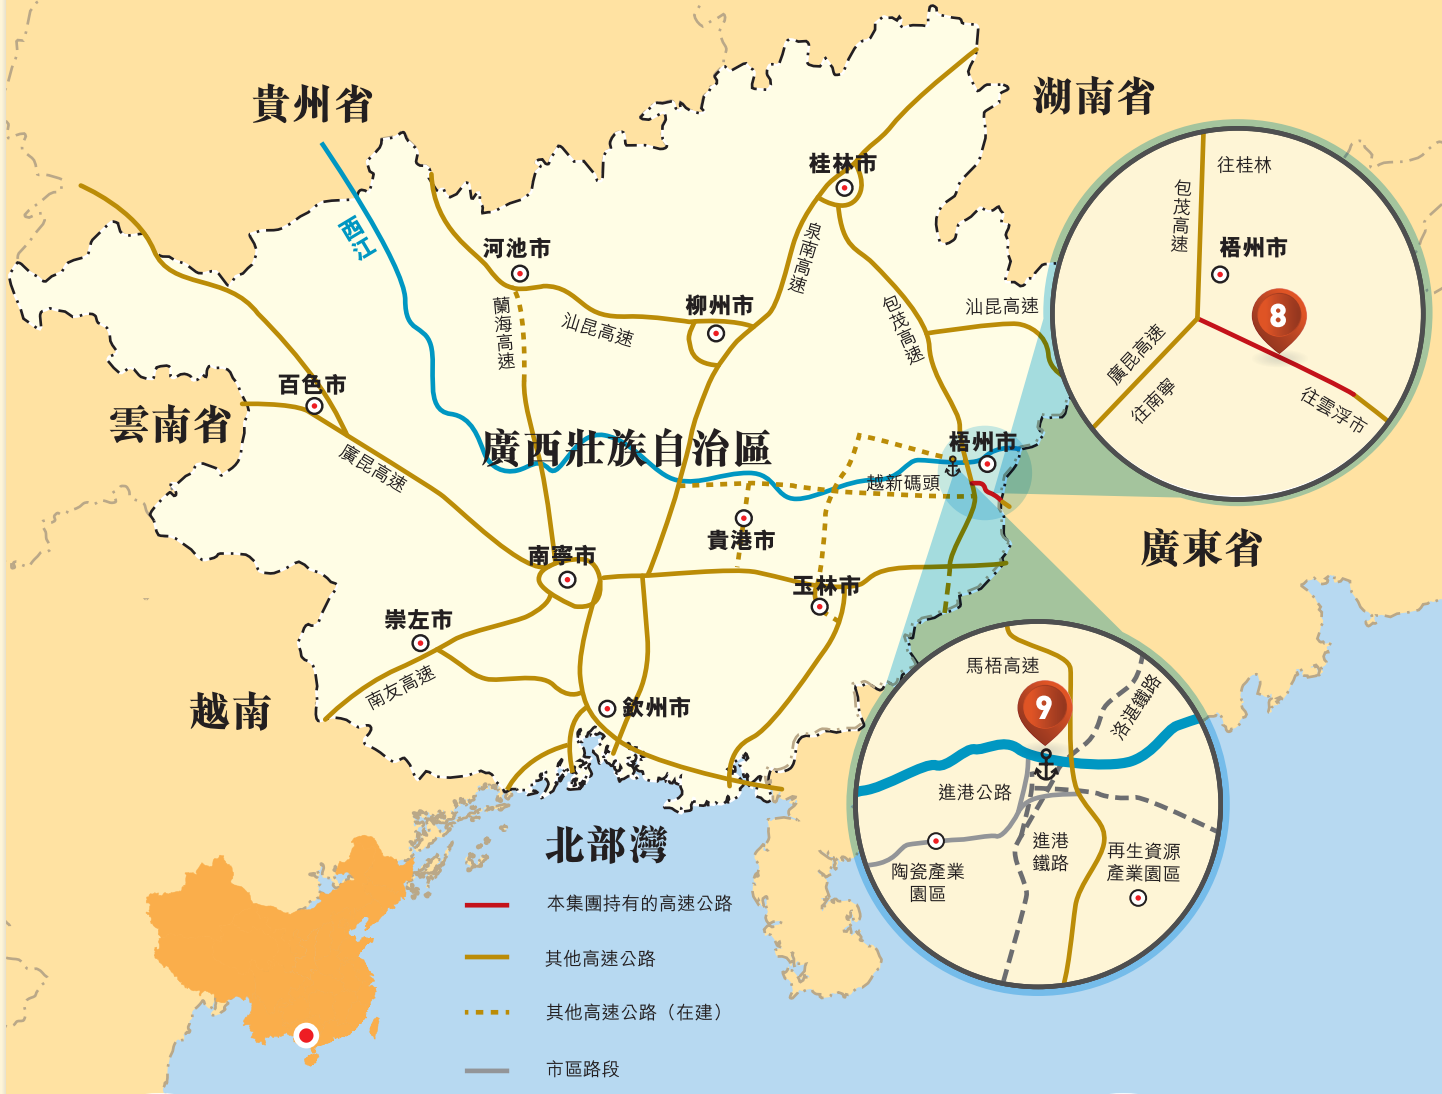 貴州省
湖南省
桂林市
往桂林
包茂高速
梧州市
8
西江
河池市
泉南高速
蘭海高速
汕昆高速
柳州市
包茂高速
汕昆高速
廣昆高速
往南寧
往雲浮市
百色市
雲南省
廣昆高速
廣西壯族自治區
梧州市
越新碼頭
貴港市
廣東省
南寧市
玉林市
崇左市
南友高速
越南
欽州市
馬梧高速
洛湛鐵路
9
進港公路
進港
鐵路
陶瓷產業
園區
再生資源
產業園區
北部灣
本集團持有的高速公路
其他高速公路
其他高速公路（在建）
市區路段